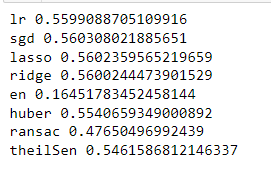 lr 0.5599088705109916
sgd 0.560308021885651
lasso 0.5602359565219659
ridge 0.5600244473901529
en 0.16451783452458144
huber 0.5540659349000892
ransac 0.47650496992439
theilSen 0.5461586812146337